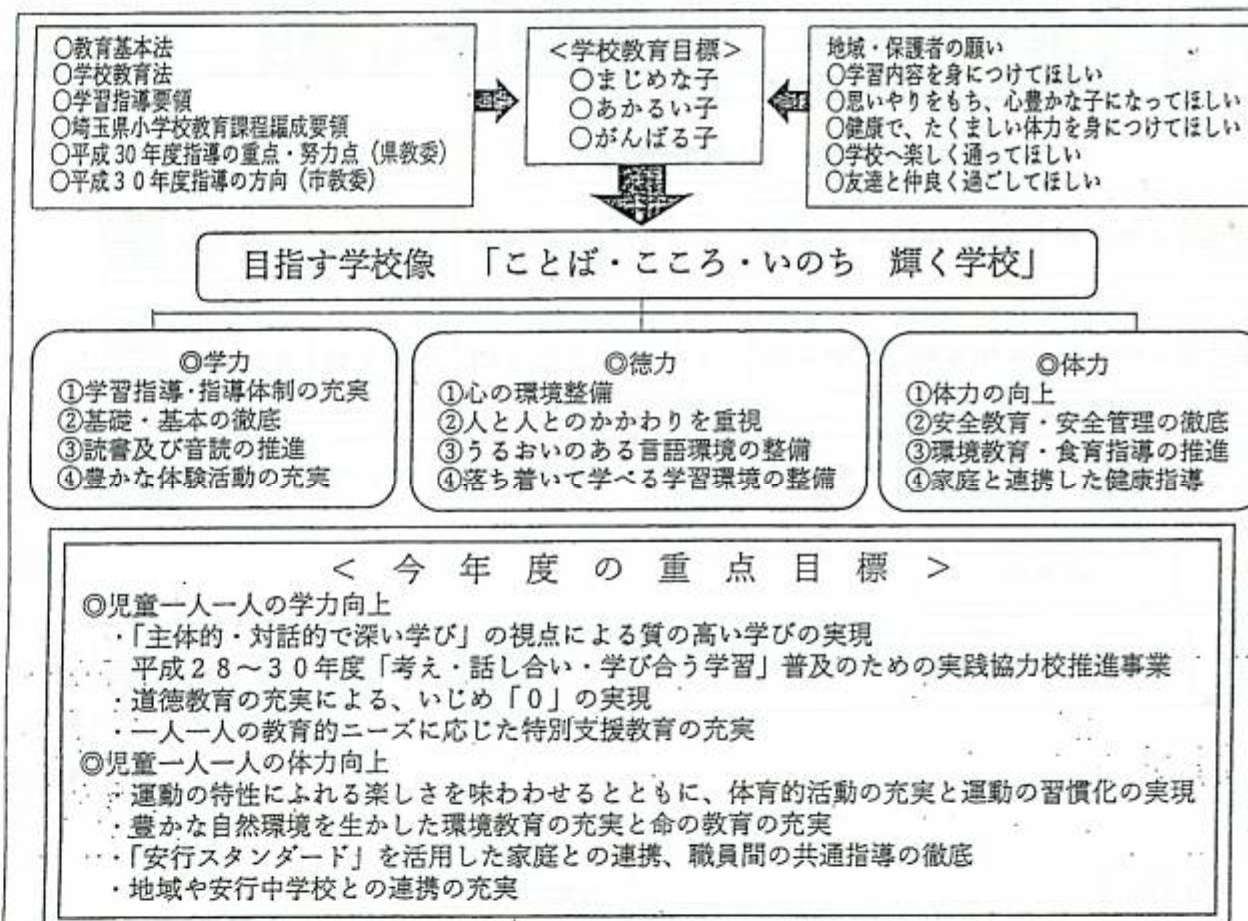 ○教育基本法
○学校教育法
○学習指導要領
○埼玉県小学校教育課程編成要領
○平成30年度指導の重点・努力点（県教委）
○平成３０年度指導の方向（市教委）
＜学校教育目標＞
○まじめな子
○あかるい子
○がんばる子
地域・保護者の願い
○学習内容を身につけてほしい
○思いやりをもち、心豊かな子になってほしい
○健康で、たくましい体力を身につけてほしい
○学校へ楽しく通ってほしい
○友達と仲良く過ごしてほしい
目指す学校像　「ことば・こころ・いのち　輝く学校」
◎学力
①学習指導・指導体制の充実
②基礎・基本の徹底
③読書及び音読の推進
④豊かな体験活動の充実
◎徳力
①心の環境整備
②人と人とのかかわりを重視
③うるおいのある言語環境の整備
④落ち着いて学べる学習環境の整備
◎体力
①体力の向上
②安全教育・安全管理の徹底
③環境教育・食育指導の推進
④家庭と連携した健康指導
＜　今　年　度　の　重　点　目　標　＞
◎児童一人一人の学力向上
・「主体的・対話的で深い学び」の視点による質の高い学びの実現
平成２８～３０年度「考え・話し合い・学び合う学習」普及のための実践協力校推進事業
・道徳教育の充実による、いじめ「０」の実現
・一人一人の教育的ニーズに応じた特別支援教育の充実
◎児童一人一人の体力向上
・運動の特性にふれる楽しさを味わわせるとともに、体育的活動の充実と運動の習慣化の実現
・豊かな自然環境を生かした環境教育の充実と命の教育の充実
・「安行スタンダード」を活用した家庭との連携、職員間の共通指導の徹底
・地域や安行中学校との連携の充実